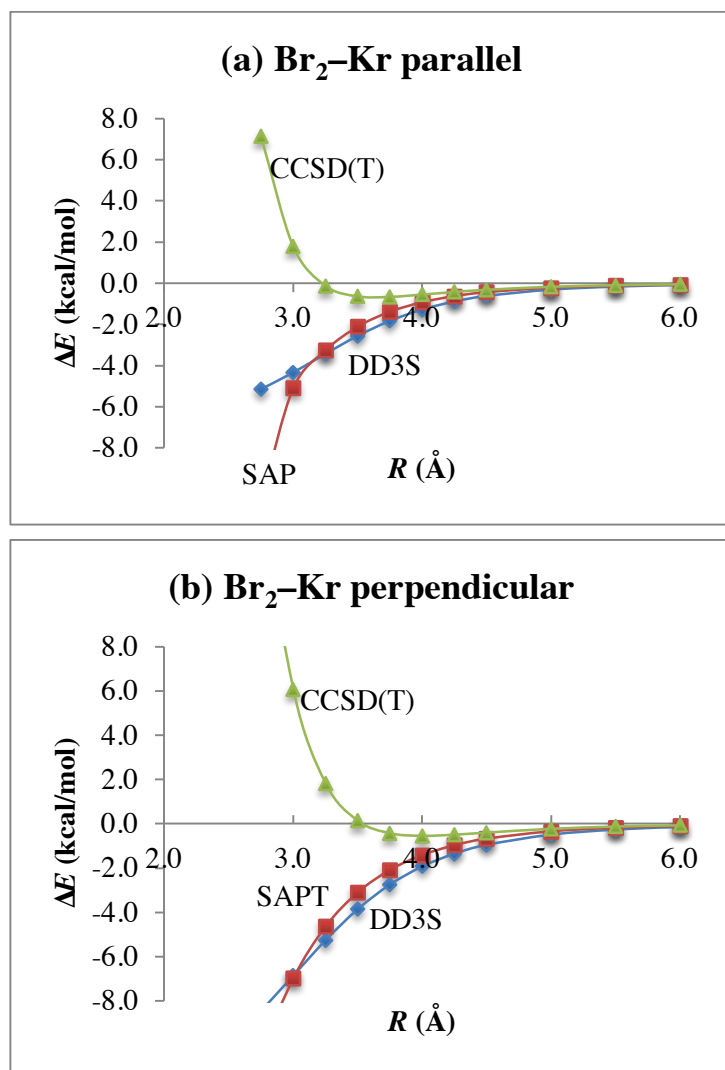 (a) Br₂–Kr parallel
8.0
6.0
4.0
2.0
0.0
-2.0
-4.0
-6.0
-8.0
2.0 3.0 4.0 5.0 6.0
ΔE (kcal/mol)
R (Å)
CCSD(T)
DD3S
SAP
(b) Br₂–Kr perpendicular
8.0
6.0
4.0
2.0
0.0
-2.0
-4.0
-6.0
-8.0
2.0 3.0 4.0 5.0 6.0
ΔE (kcal/mol)
R (Å)
CCSD(T)
SAPT
DD3S